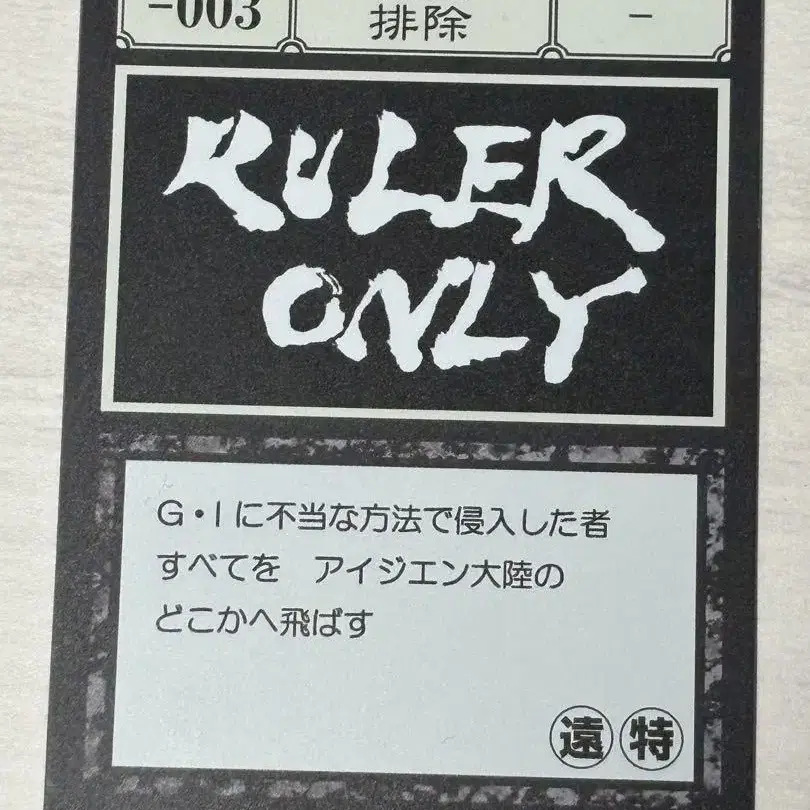 -003
排除
－
RULER
ONLY
G・Iに不当な方法で侵入した者
すべてを　アイジエン大陸の
どこかへ飛ばす
遠 特